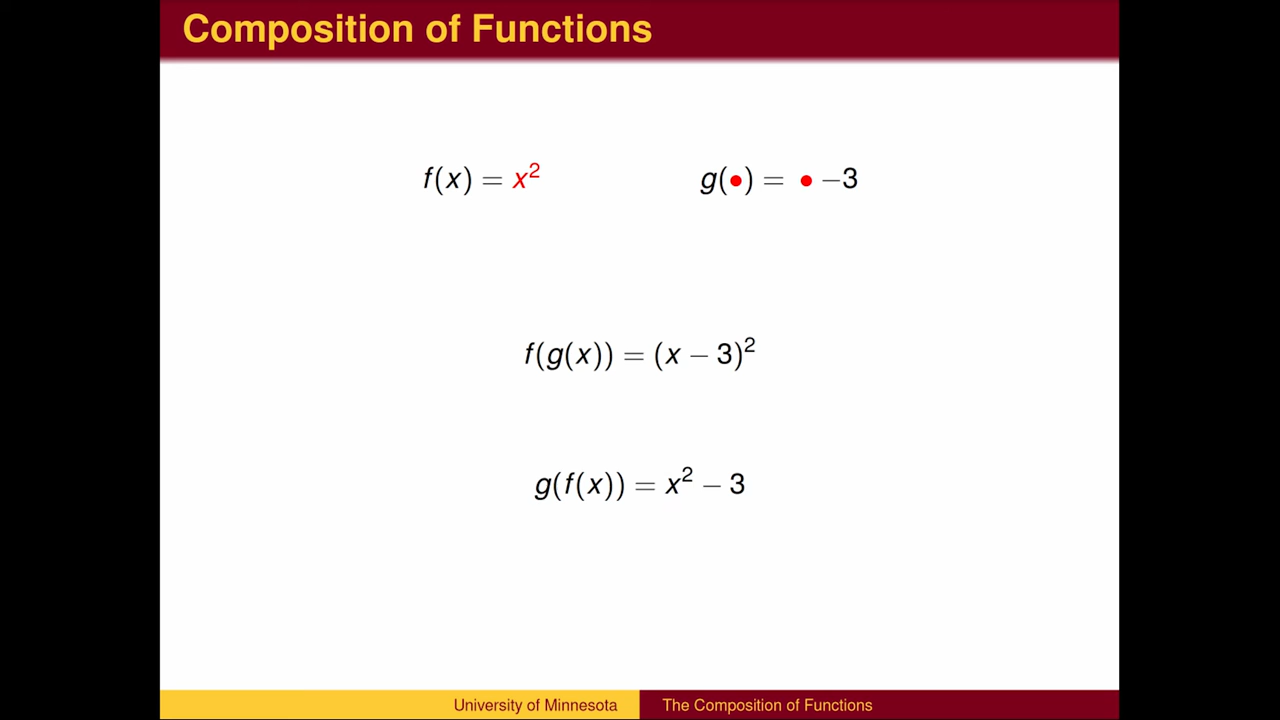 Composition of Functions
f(x) = x² g(•) = • −3
f(g(x)) = (x − 3)²
g(f(x)) = x² − 3
University of Minnesota The Composition of Functions